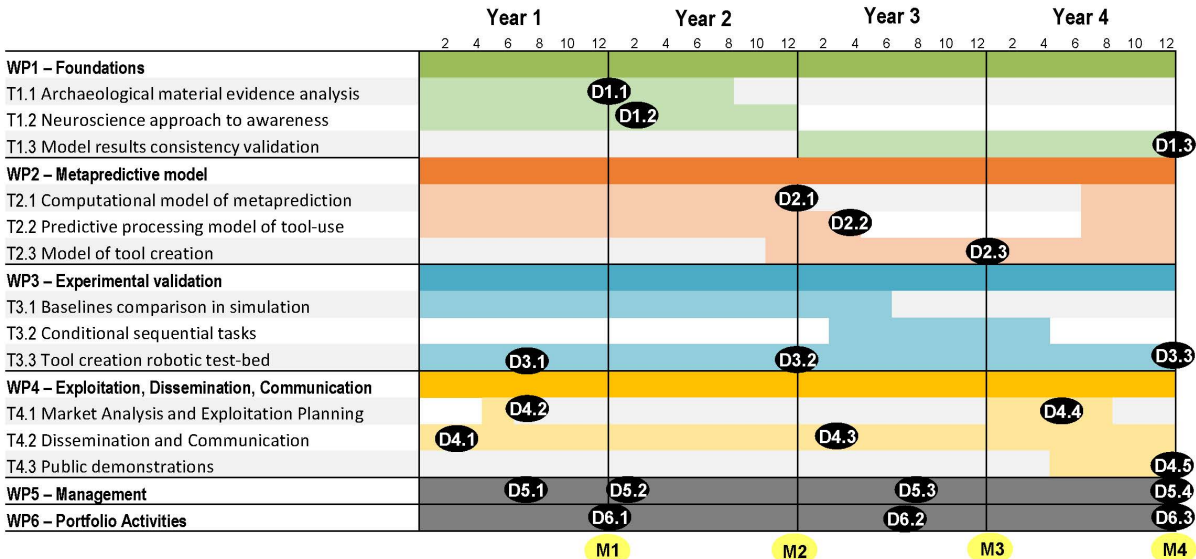 Year 1 Year 2 Year 3 Year 4
2 4 6 8 10 12 2 4 6 8 10 12 2 4 6 8 10 12 2 4 6 8 10 12
WP1 – Foundations
T1.1 Archaeological material evidence analysis D1.1
T1.2 Neuroscience approach to awareness D1.2
T1.3 Model results consistency validation D1.3
WP2 – Metapredictive model
T2.1 Computational model of metaprediction D2.1
T2.2 Predictive processing model of tool-use D2.2
T2.3 Model of tool creation D2.3
WP3 – Experimental validation
T3.1 Baselines comparison in simulation
T3.2 Conditional sequential tasks
T3.3 Tool creation robotic test-bed D3.1 D3.2 D3.3
WP4 – Exploitation, Dissemination, Communication
T4.1 Market Analysis and Exploitation Planning D4.2 D4.4
T4.2 Dissemination and Communication D4.1 D4.3
T4.3 Public demonstrations D4.5
WP5 – Management D5.1 D5.2 D5.3 D5.4
WP6 – Portfolio Activities D6.1 D6.2 D6.3
M1 M2 M3 M4